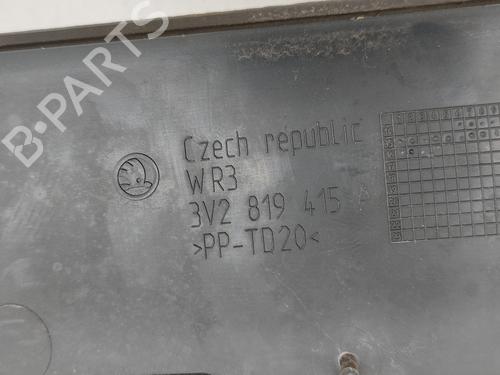 B-PARTS
Czech republic
WR3
3V2 819 415 A
>PP-TD20<